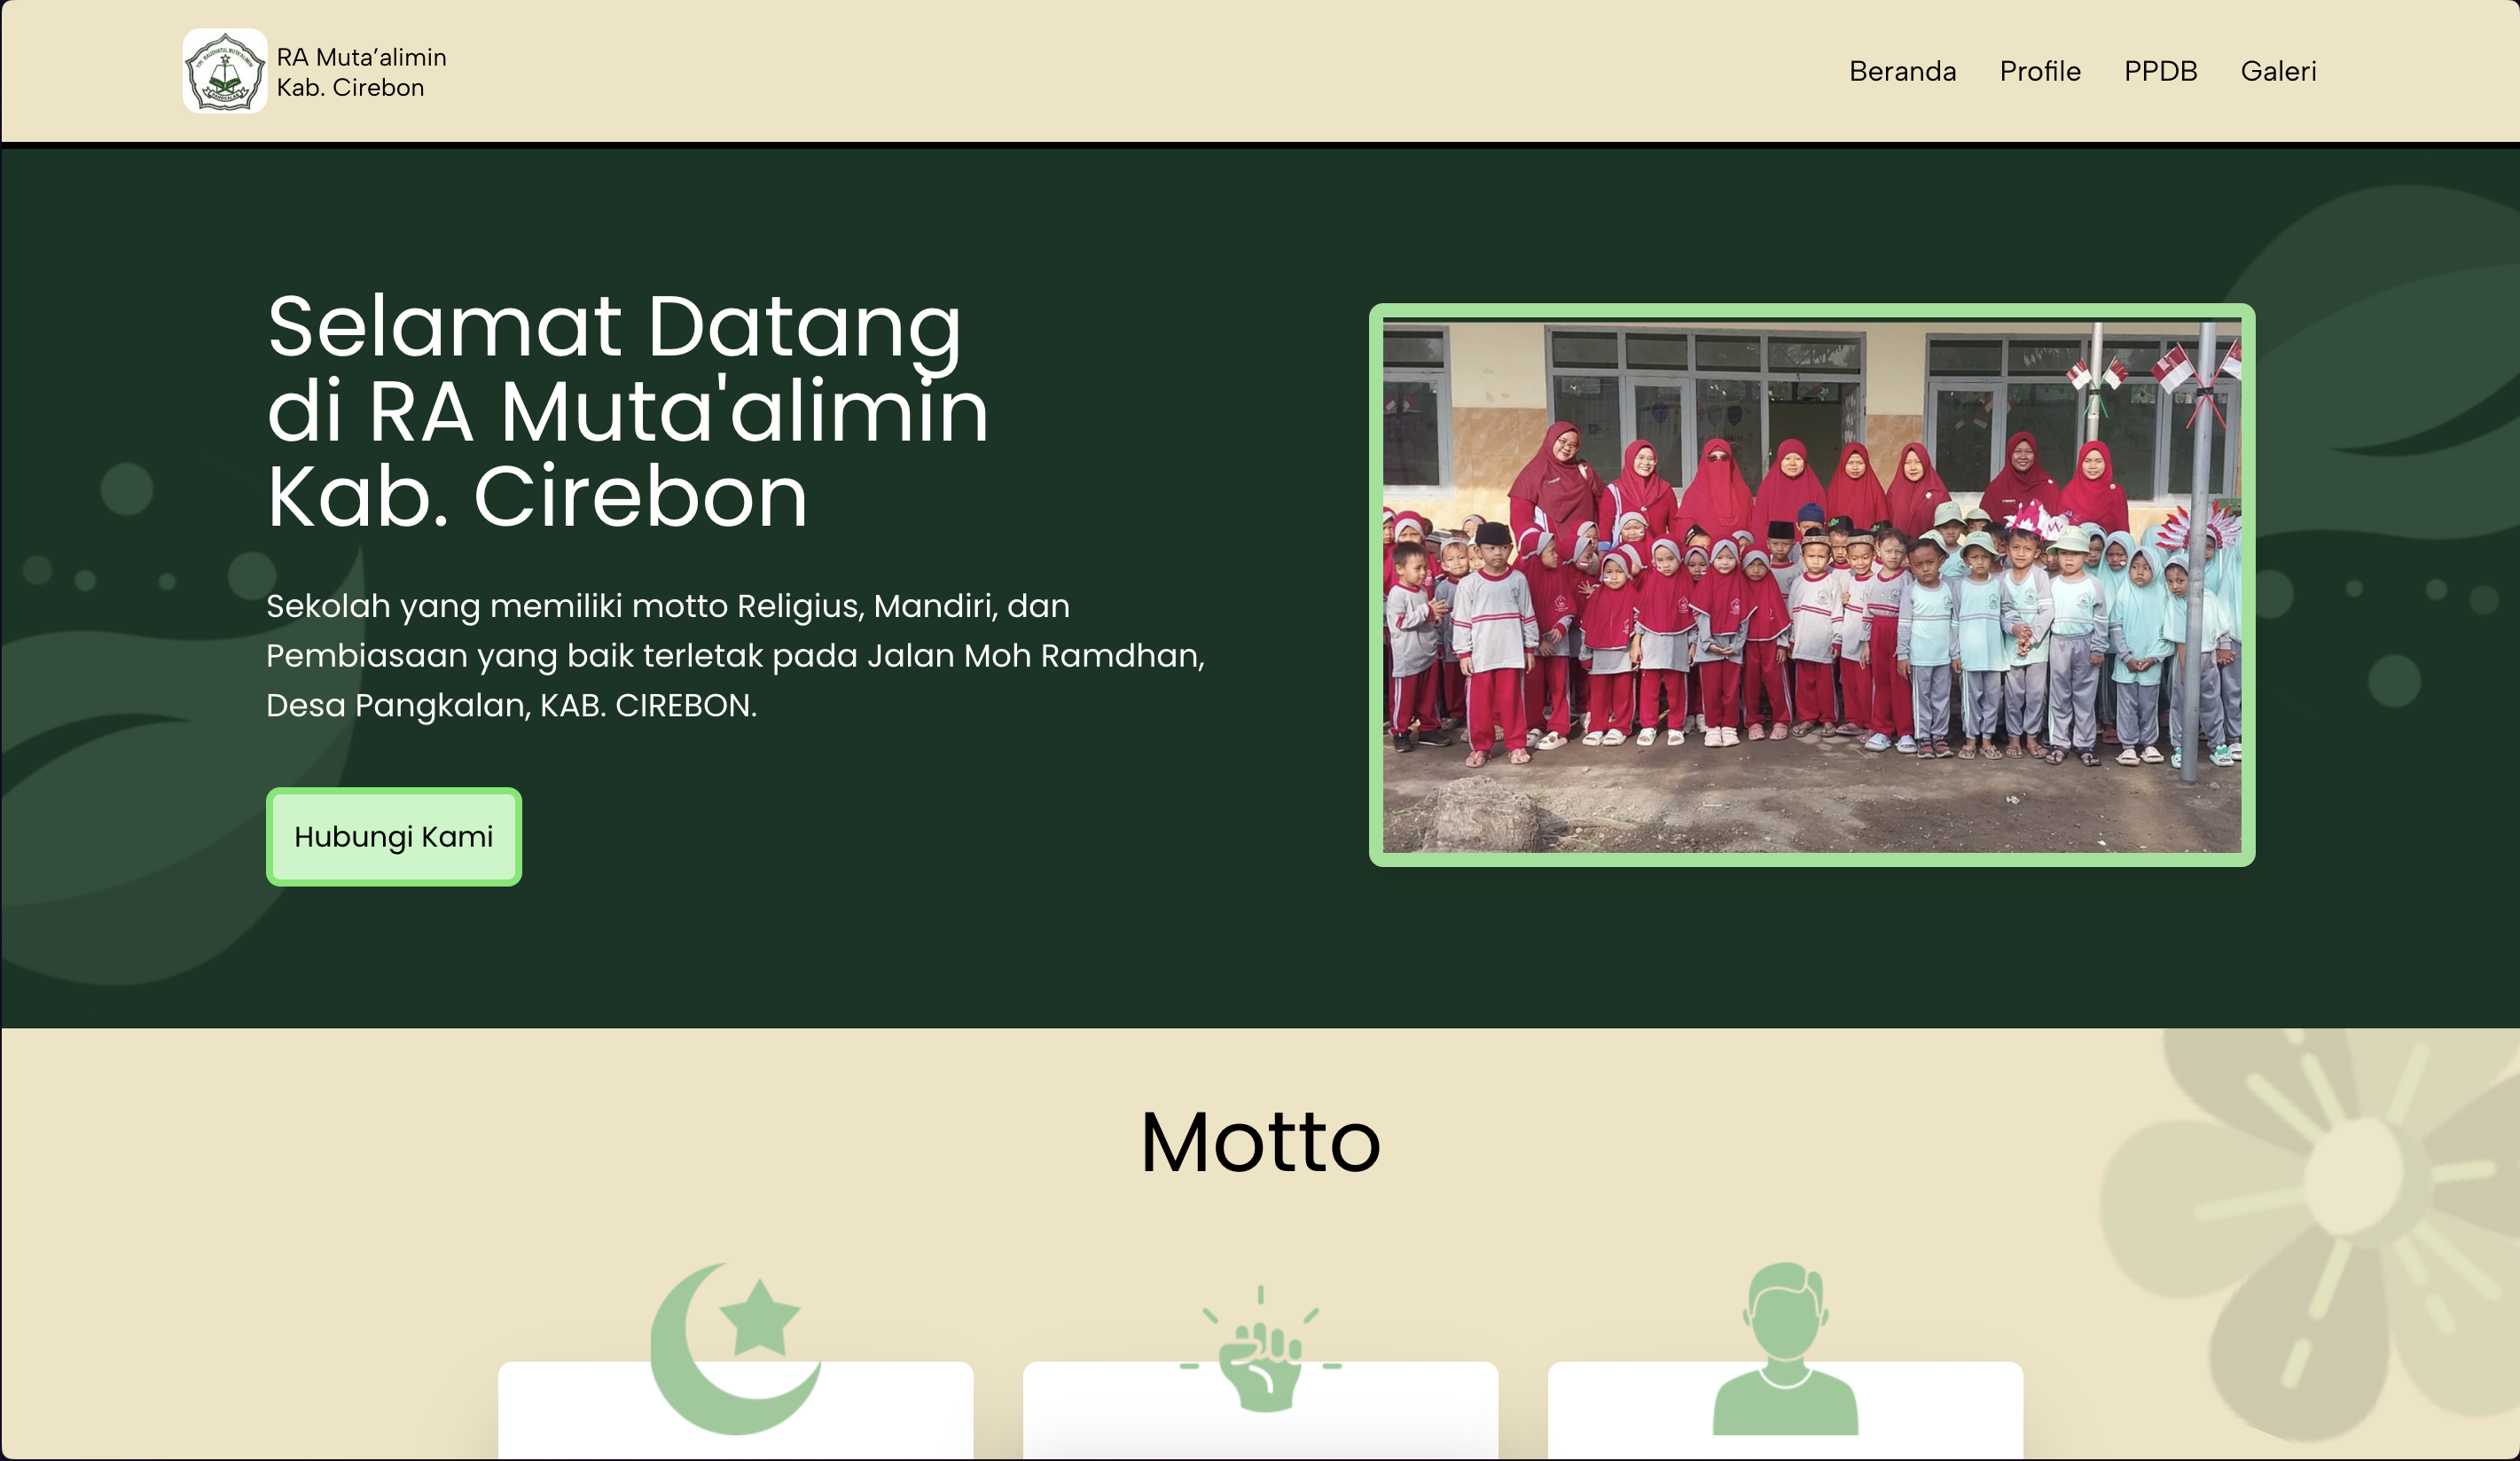 RA Muta’alimin
Kab. Cirebon
Beranda Profile PPDB Galeri
Selamat Datang
di RA Muta'alimin
Kab. Cirebon
Sekolah yang memiliki motto Religius, Mandiri, dan
Pembiasaan yang baik terletak pada Jalan Moh Ramdhan,
Desa Pangkalan, KAB. CIREBON.
Hubungi Kami
Motto